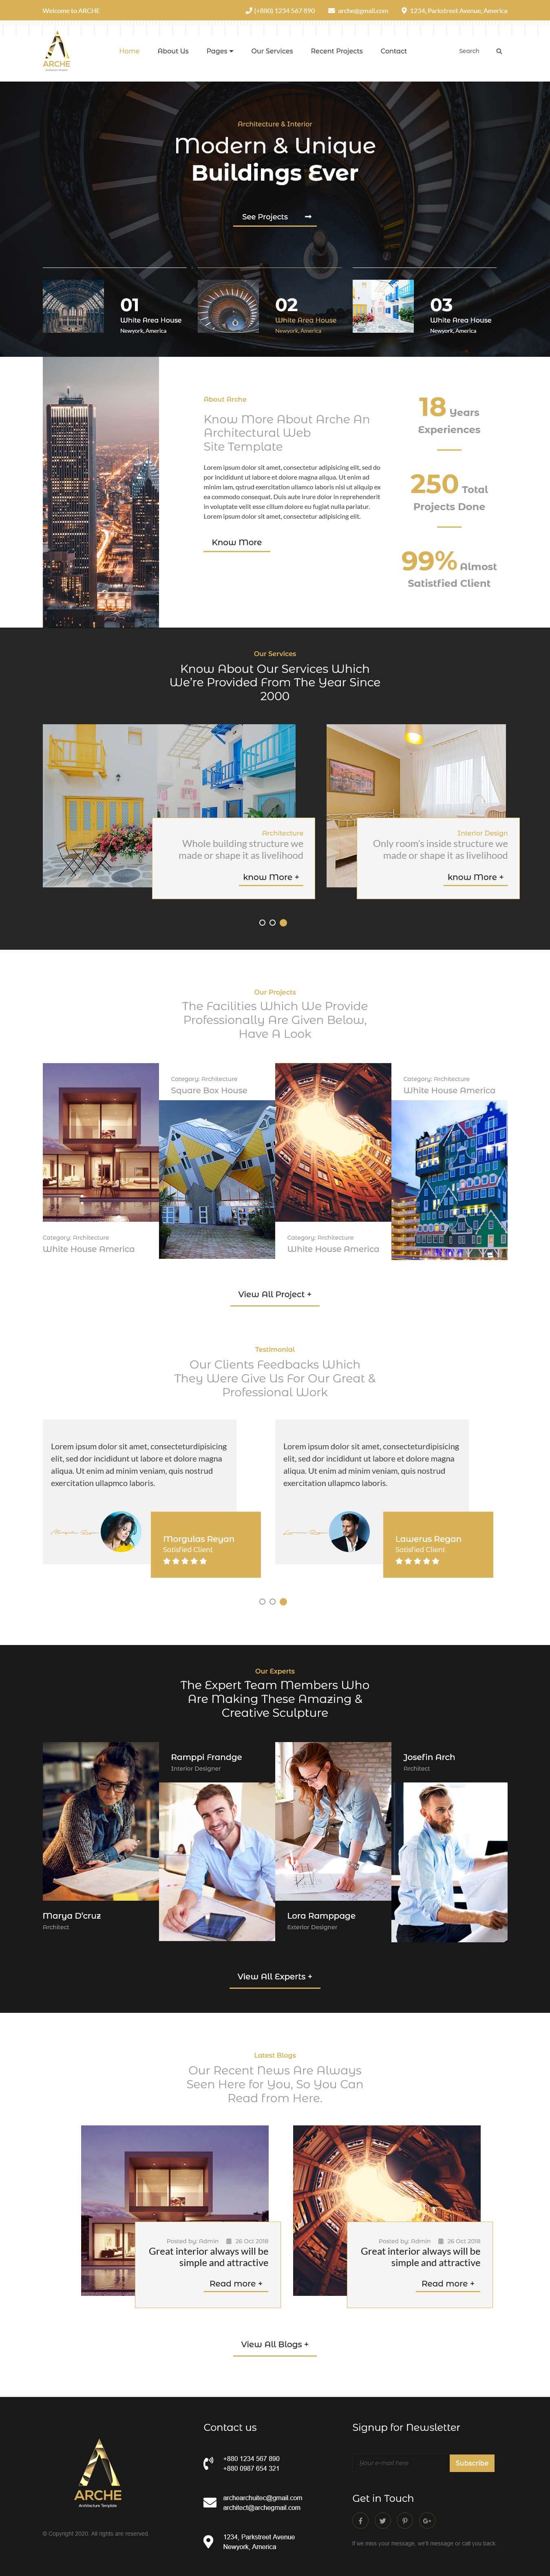 Welcome to ARCHE
(+880) 1234 567 890
arche@gmail.com
1234, Parkstreet Avenue, America
ARCHE
Architecture Template
Home
About Us
Pages
Our Services
Recent Projects
Contact
Search
Architecture & Interior
Modern & Unique
Buildings Ever
See Projects
01
White Area House
Newyork, America
02
White Area House
Newyork, America
03
White Area House
Newyork, America
About Arche
Know More About Arche An
Architectural Web
Site Template
Lorem ipsum dolor sit amet, consectetur adipisicing elit, sed do
por incididunt ut labore et dolore magna aliqua. Ut enim ad
minim iam, nostrud exercitation ullamco laboris nisi ut aliquip ex
ea commodo consequat. Duis aute irure dolor in reprehenderit
in voluptate velit esse cillum dolore eu fugiat nulla pariatur.
Lorem ipsum dolor sit amet, consectetur adipisicing elit.
Know More
18 Years
Experiences
250 Total
Projects Done
99% Almost
Satistfied Client
Our Services
Know About Our Services Which
We're Provided From The Year Since
2000
Architecture
Whole building structure we
made or shape it as livelihood
know More +
Interior Design
Only room's inside structure we
made or shape it as livelihood
know More +
Our Projects
The Facilities Which We Provide
Professionally Are Given Below,
Have A Look
Category: Architecture
White House America
Category: Architecture
Square Box House
Category: Architecture
White House America
Category: Architecture
White House America
View All Project +
Testimonial
Our Clients Feedbacks Which
They Were Give Us For Our Great &
Professional Work
Lorem ipsum dolor sit amet, consecteturdipisicing
elit, sed dor incididunt ut labore et dolore magna
aliqua. Ut enim ad minim veniam, quis nostrud
exercitation ullapmco laboris.
Morgulas Reyan
Satisfied Client
Lorem ipsum dolor sit amet, consecteturdipisicing
elit, sed dor incididunt ut labore et dolore magna
aliqua. Ut enim ad minim veniam, quis nostrud
exercitation ullapmco laboris.
Lawerus Regan
Satisfied Client
Our Experts
The Expert Team Members Who
Are Making These Amazing &
Creative Sculpture
Marya D'cruz
Architect
Ramppi Frandge
Interior Designer
Lora Ramppage
Exterior Designer
Josefin Arch
Architect
View All Experts +
Latest Blogs
Our Recent News Are Always
Seen Here for You, So You Can
Read from Here.
Posted by: Admin 26 Oct 2018
Great interior always will be
simple and attractive
Read more +
Posted by: Admin 26 Oct 2018
Great interior always will be
simple and attractive
Read more +
View All Blogs +
ARCHE
Architecture Template
© Copyright 2020. All rights are reserved.
Contact us
+880 1234 567 890
+880 0987 654 321
archearchuitec@gmail.com
architect@archegmail.com
1234, Parkstreet Avenue
Newyork, America
Signup for Newsletter
Your e-mail here
Subscribe
Get in Touch
If we miss your message, we'll message or call you back